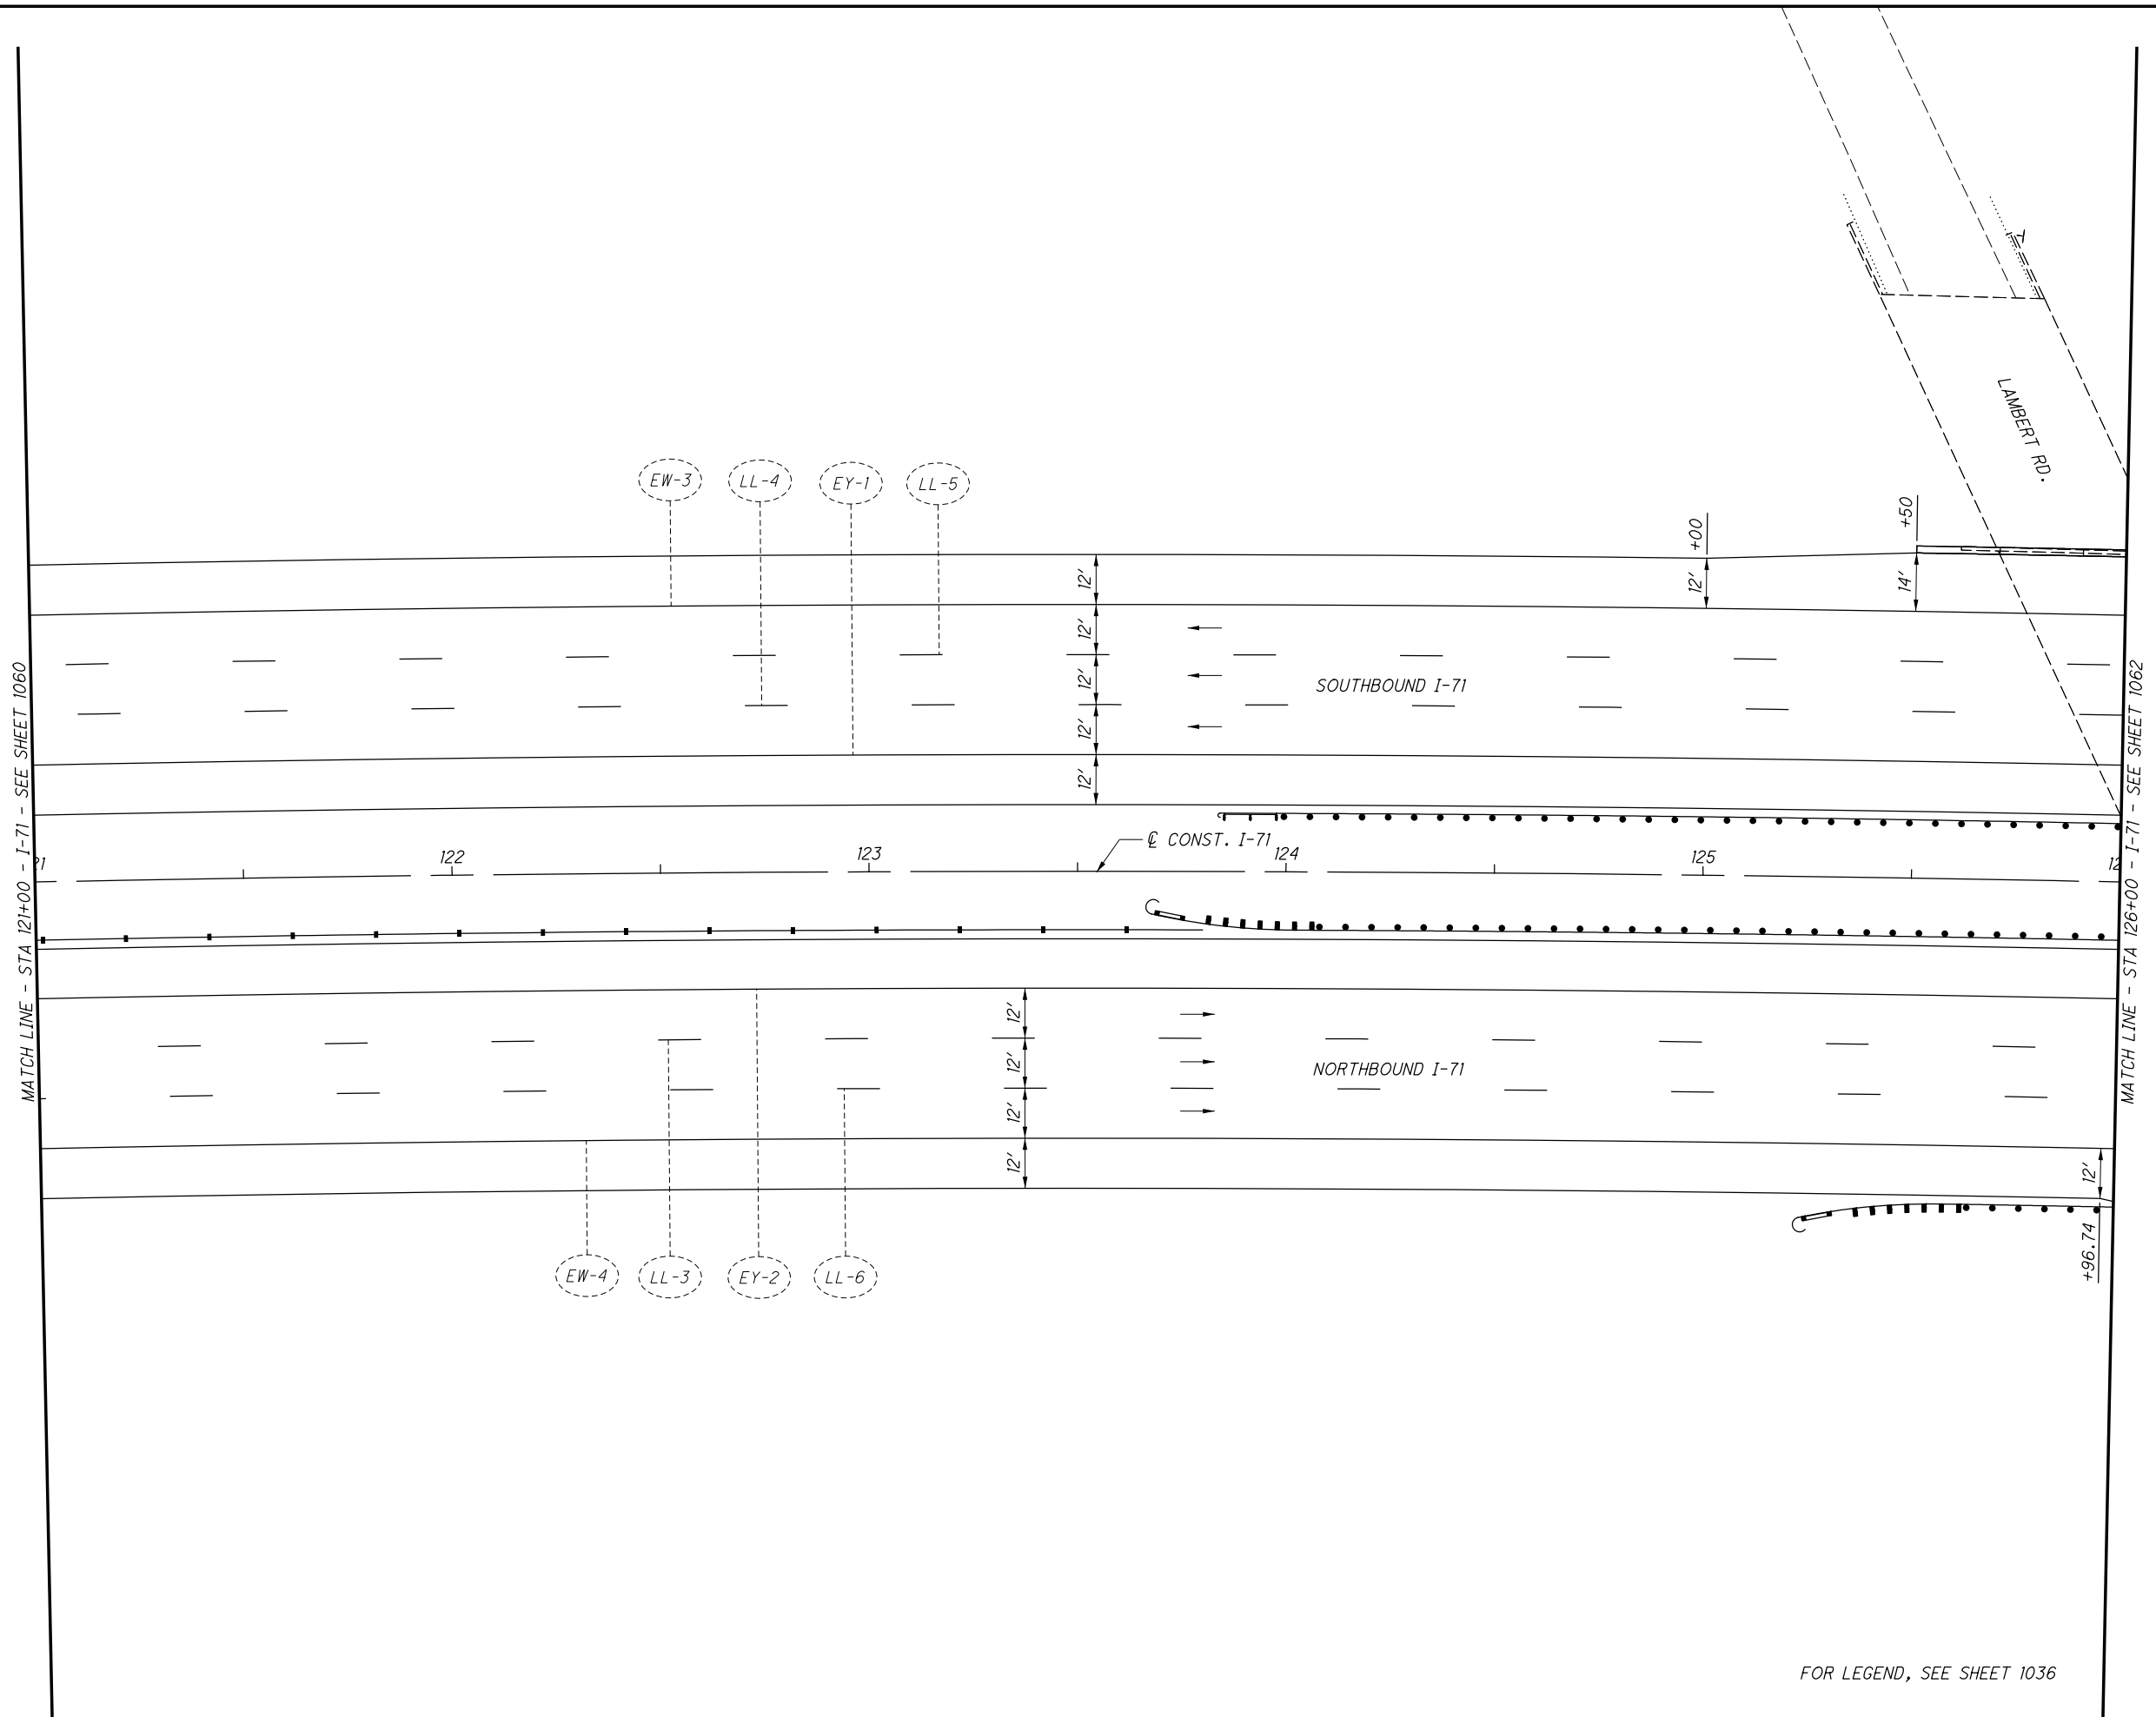 LAMBERT RD.
EW-3
LL-4
EY-1
LL-5
+00
+50
12'
12'
14'
12'
12'
12'
12'
SOUTHBOUND I-71
MATCH LINE - STA 121+00 - I-71 - SEE SHEET 1060
MATCH LINE - STA 126+00 - I-71 - SEE SHEET 1062
℄ CONST. I-71
122
123
124
125
12'
12'
12'
12'
NORTHBOUND I-71
12'
+96.74
EW-4
LL-3
EY-2
LL-6
FOR LEGEND, SEE SHEET 1036